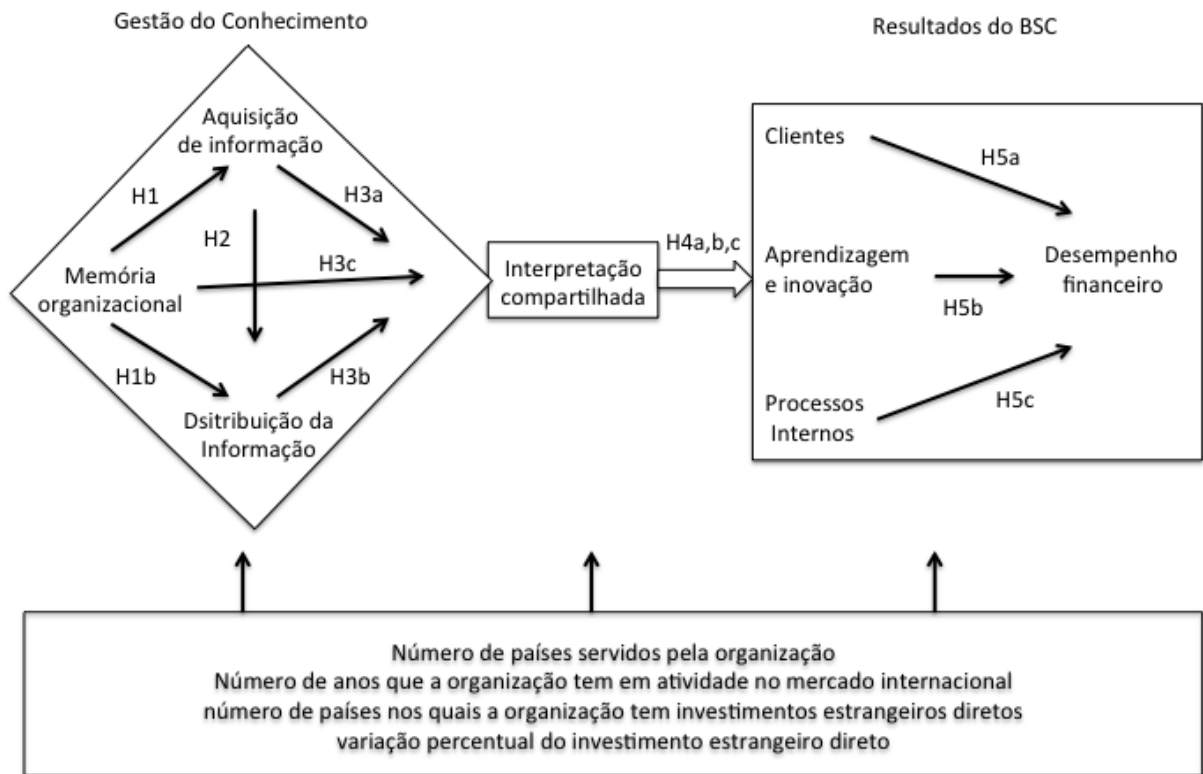 Gestão do Conhecimento
Resultados do BSC
Aquisição
de informação
H1
H3a
H2
H3c
Memória
organizacional
H1b
H3b
Dsitribuição da
Informação
Interpretação
compartilhada
H4a,b,c
Clientes
H5a
Aprendizagem
e inovação
H5b
Desempenho
financeiro
H5c
Processos
Internos
Número de países servidos pela organização
Número de anos que a organização tem em atividade no mercado internacional
número de países nos quais a organização tem investimentos estrangeiros diretos
variação percentual do investimento estrangeiro direto